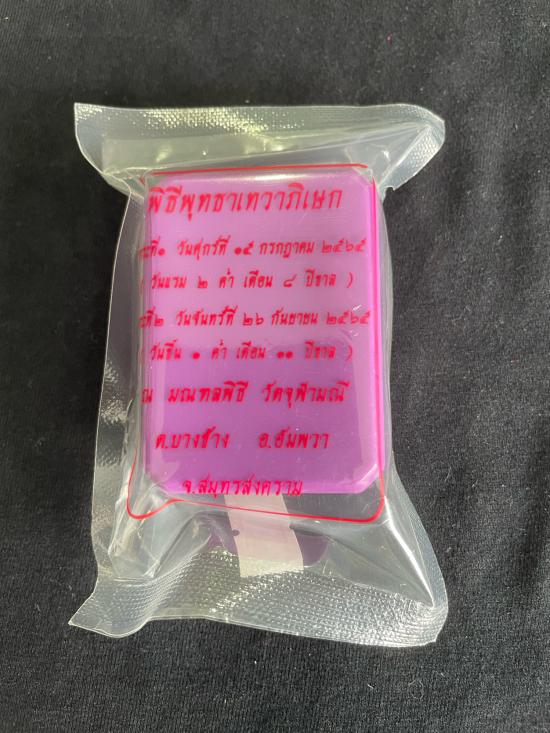 พิธีพุทธาเทวาภิเษก
วันศุกร์ที่ ๑๕ กรกฎาคม ๒๕๖๕
( วันแรม ๒ ค่ำ เดือน ๘ ปีขาล )
วันจันทร์ที่ ๒๖ กันยายน ๒๕๖๕
วันขึ้น ๑ ค่ำ เดือน ๑๑ ปีขาล )
ณ มณฑลพิธี วัดจุฬามณี
ต.บางช้าง อ.อัมพวา
จ.สมุทรสงคราม